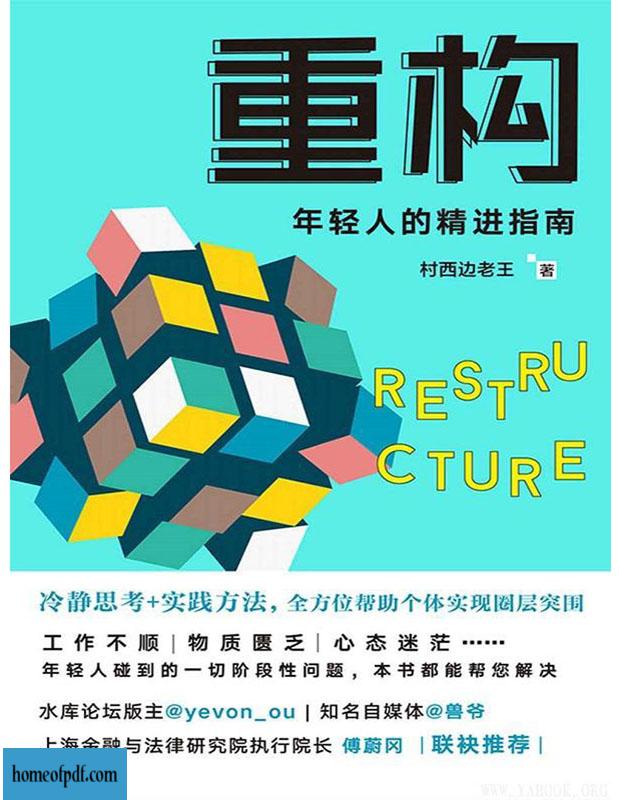 重构
年轻人的精进指南
村西边老王 著
RESTRU
CTURE
冷静思考+实践方法，全方位帮助个体实现圈层突围
工作不顺|物质匮乏|心态迷茫……
年轻人碰到的一切阶段性问题，本书都能帮您解决
水库论坛版主@yevon_ou | 知名自媒体@兽爷
上海金融与法律研究院执行院长 傅蔚冈 |联袂推荐|
homeofpdf.com
WWW.YABOOK.ORG